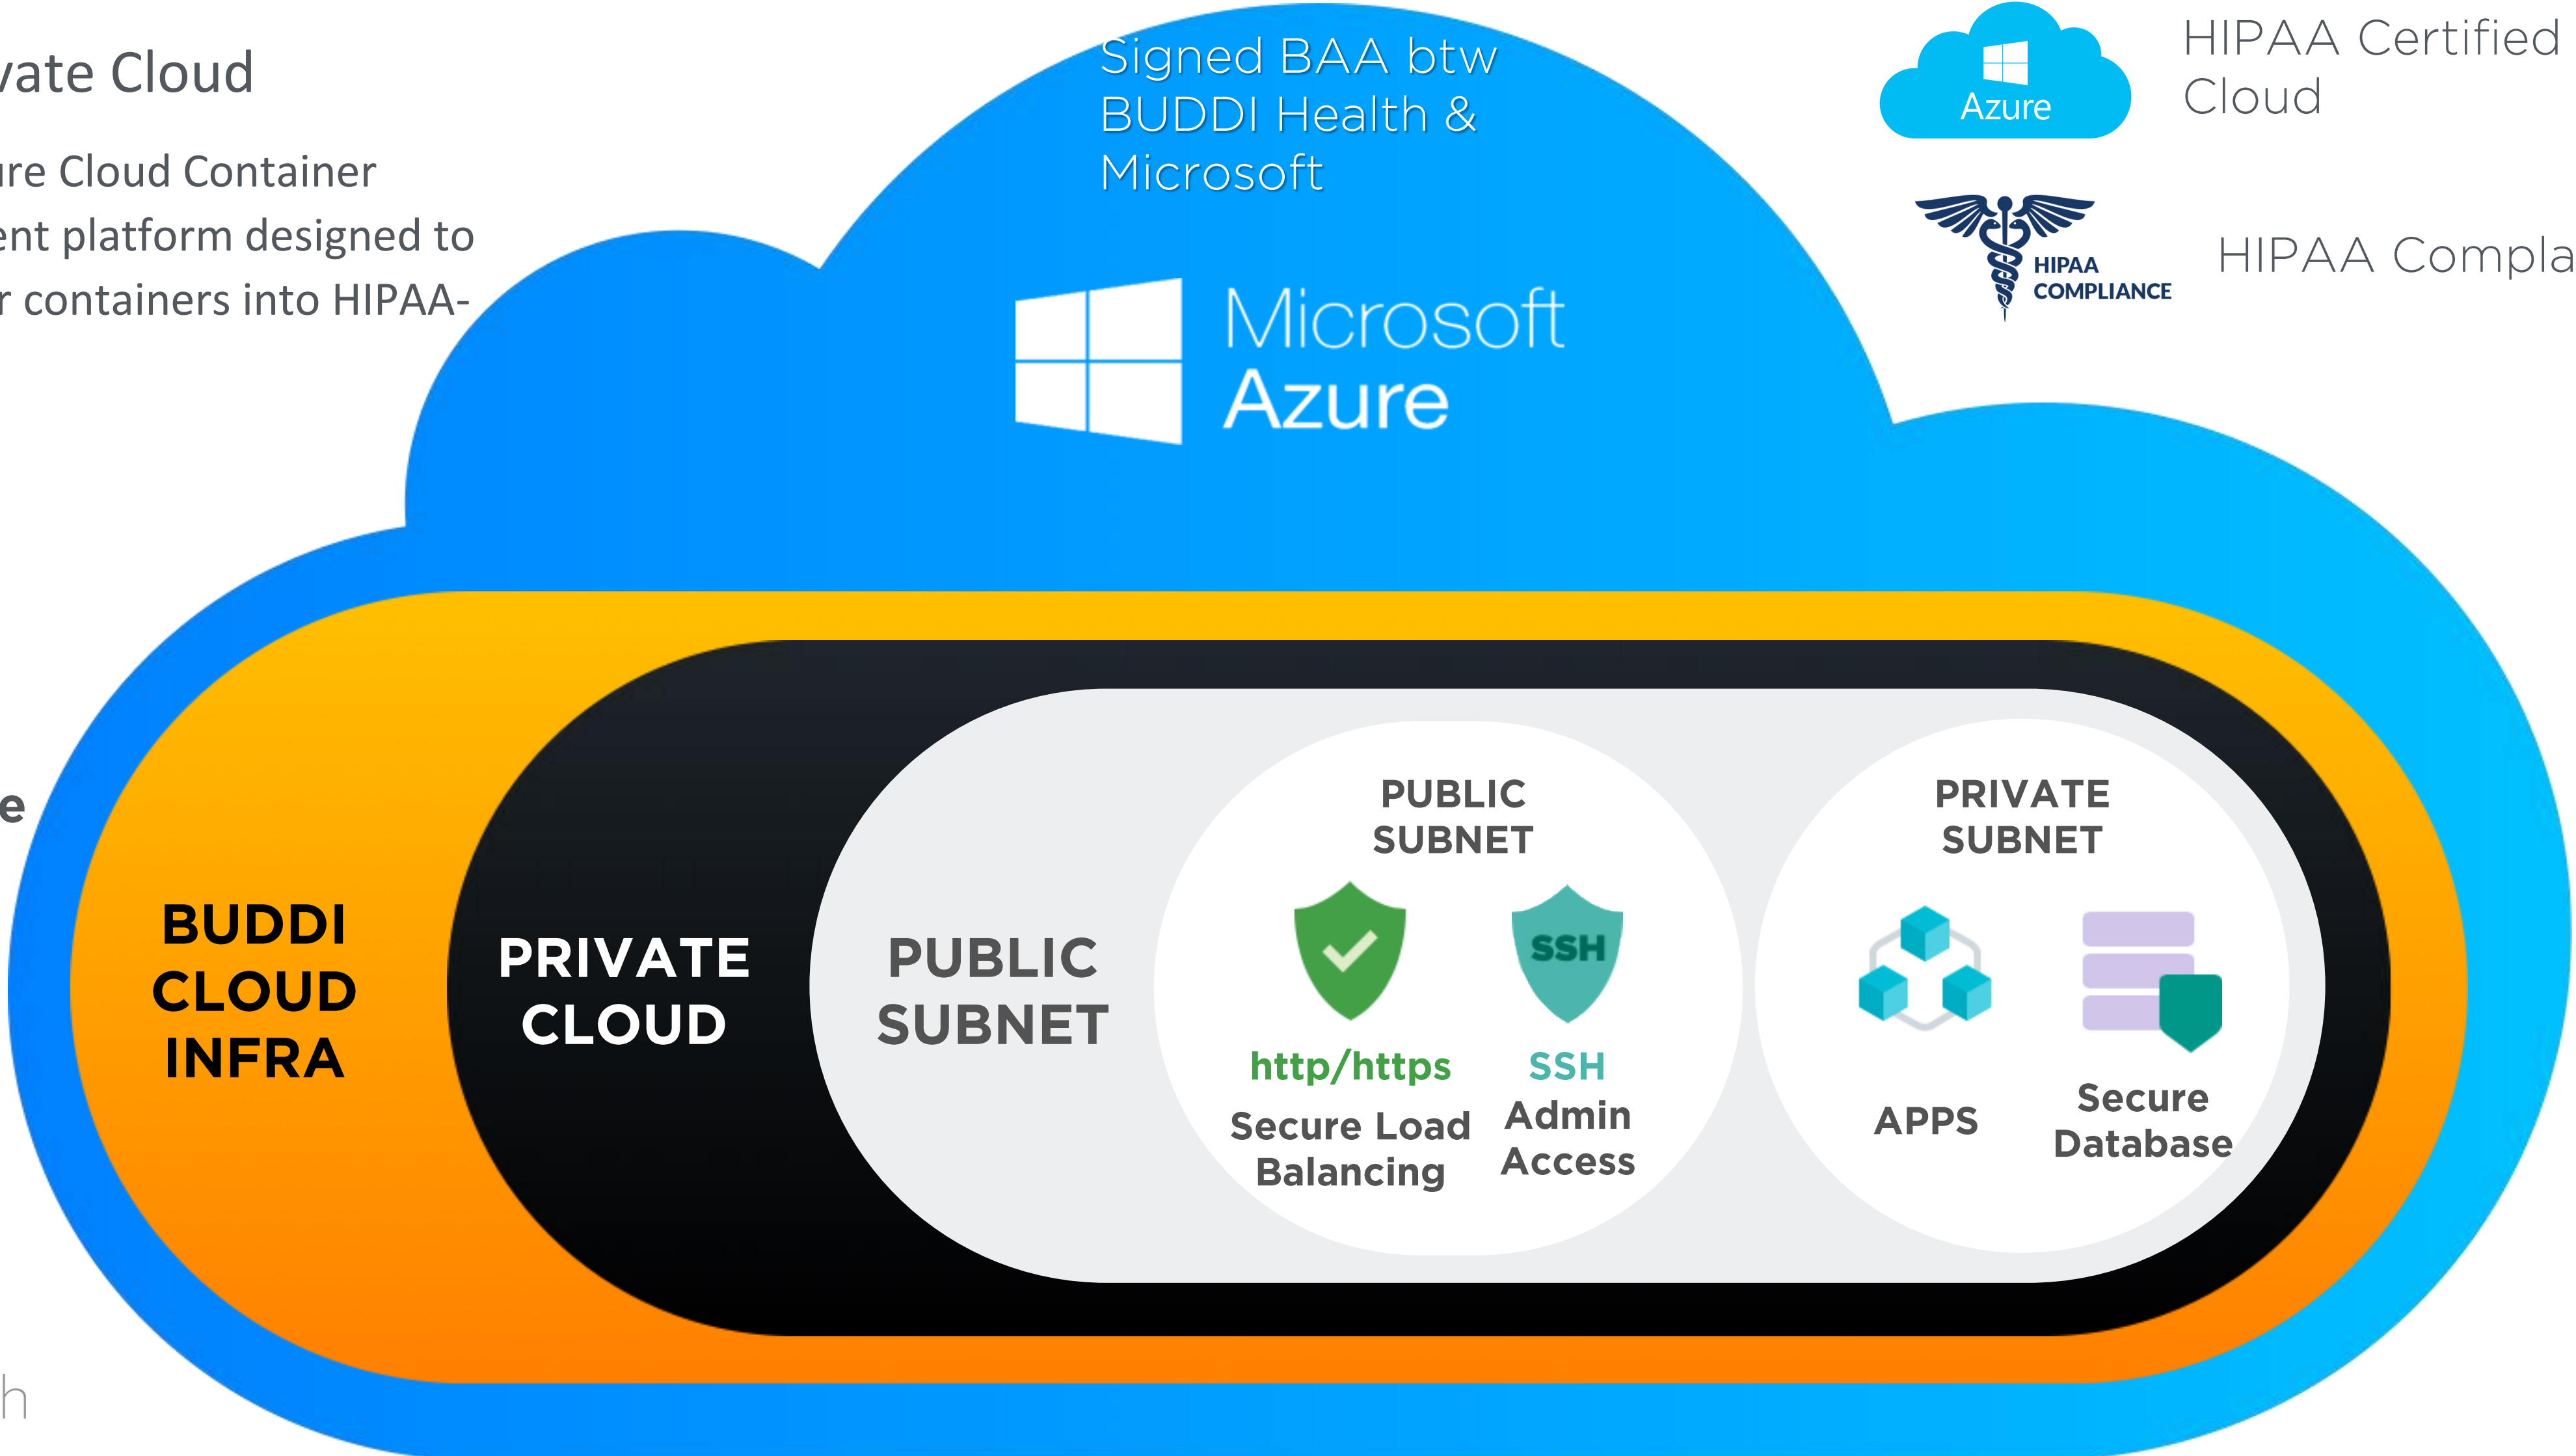 vate Cloud
ure Cloud Container
ent platform designed to
r containers into HIPAA-
Signed BAA btw
BUDDI Health &
Microsoft
Microsoft
Azure
Azure
HIPAA Certified
Cloud
HIPAA
COMPLIANCE
HIPAA Compla
e
BUDDI
CLOUD
INFRA
PRIVATE
CLOUD
PUBLIC
SUBNET
PUBLIC
SUBNET
SSH
http/https
Secure Load
Balancing
SSH
Admin
Access
PRIVATE
SUBNET
APPS
Secure
Database
h